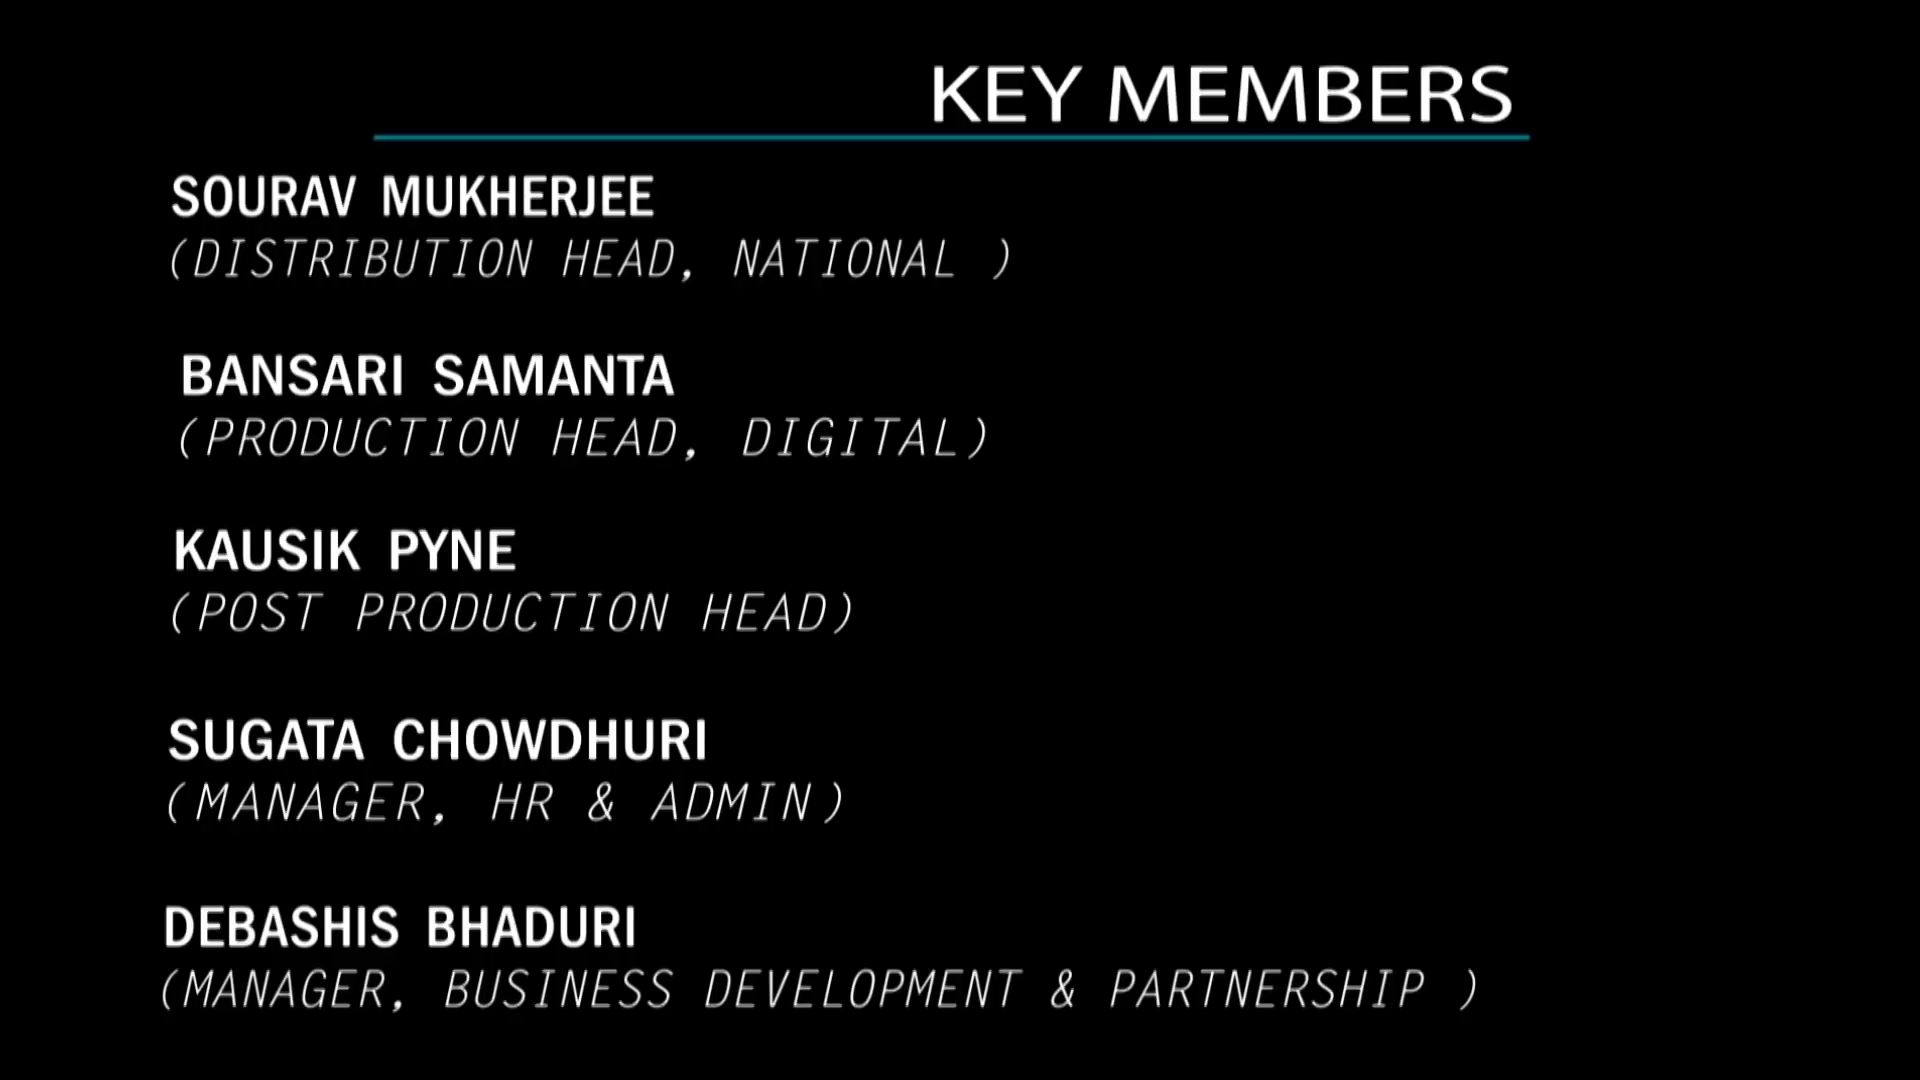 KEY MEMBERS
SOURAV MUKHERJEE
(DISTRIBUTION HEAD, NATIONAL )
BANSARI SAMANTA
(PRODUCTION HEAD, DIGITAL)
KAUSIK PYNE
(POST PRODUCTION HEAD)
SUGATA CHOWDHURI
(MANAGER, HR & ADMIN)
DEBASHIS BHADURI
(MANAGER, BUSINESS DEVELOPMENT & PARTNERSHIP )